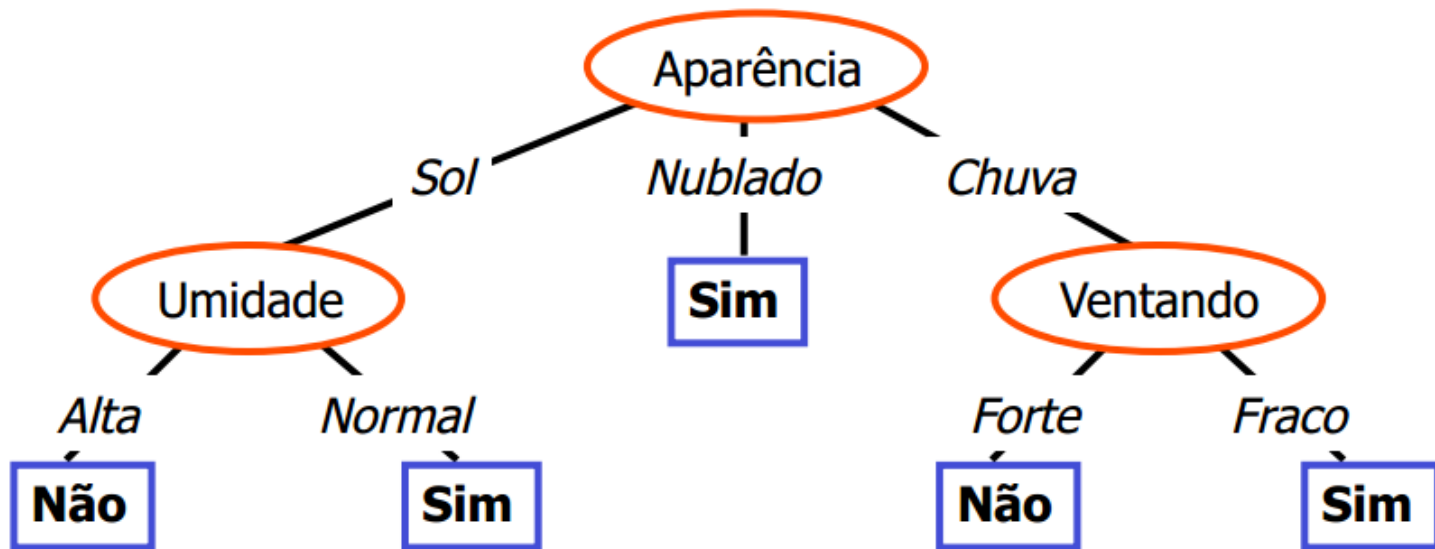 Aparência
Sol Nublado Chuva
Umidade Sim Ventando
Alta Normal Forte Fraco
Não Sim Não Sim